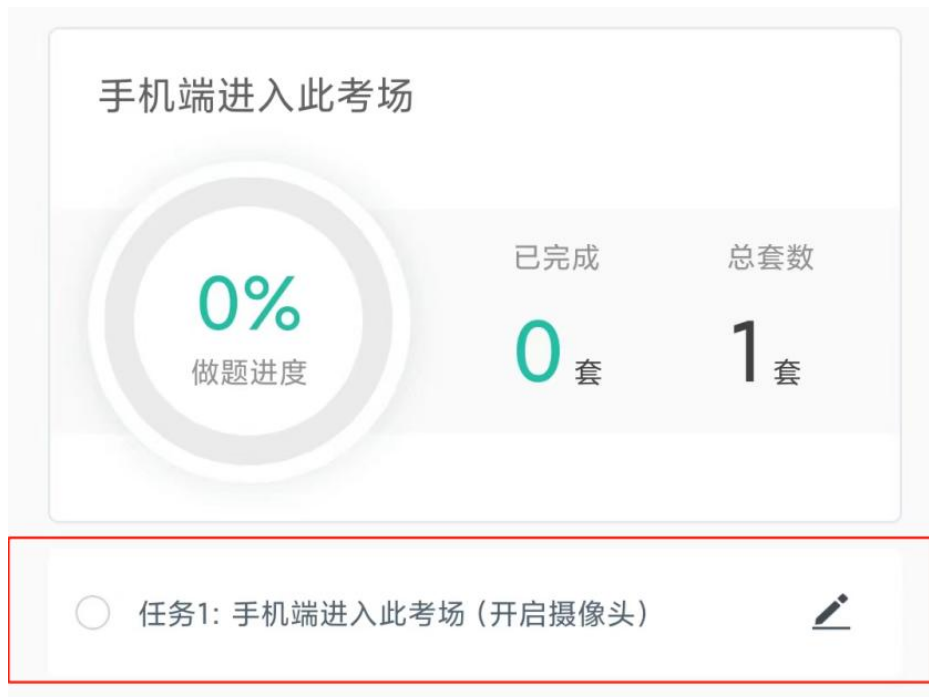 手机端进入此考场
已完成 总套数
0%
做题进度
0 套 1 套
任务1: 手机端进入此考场 (开启摄像头)